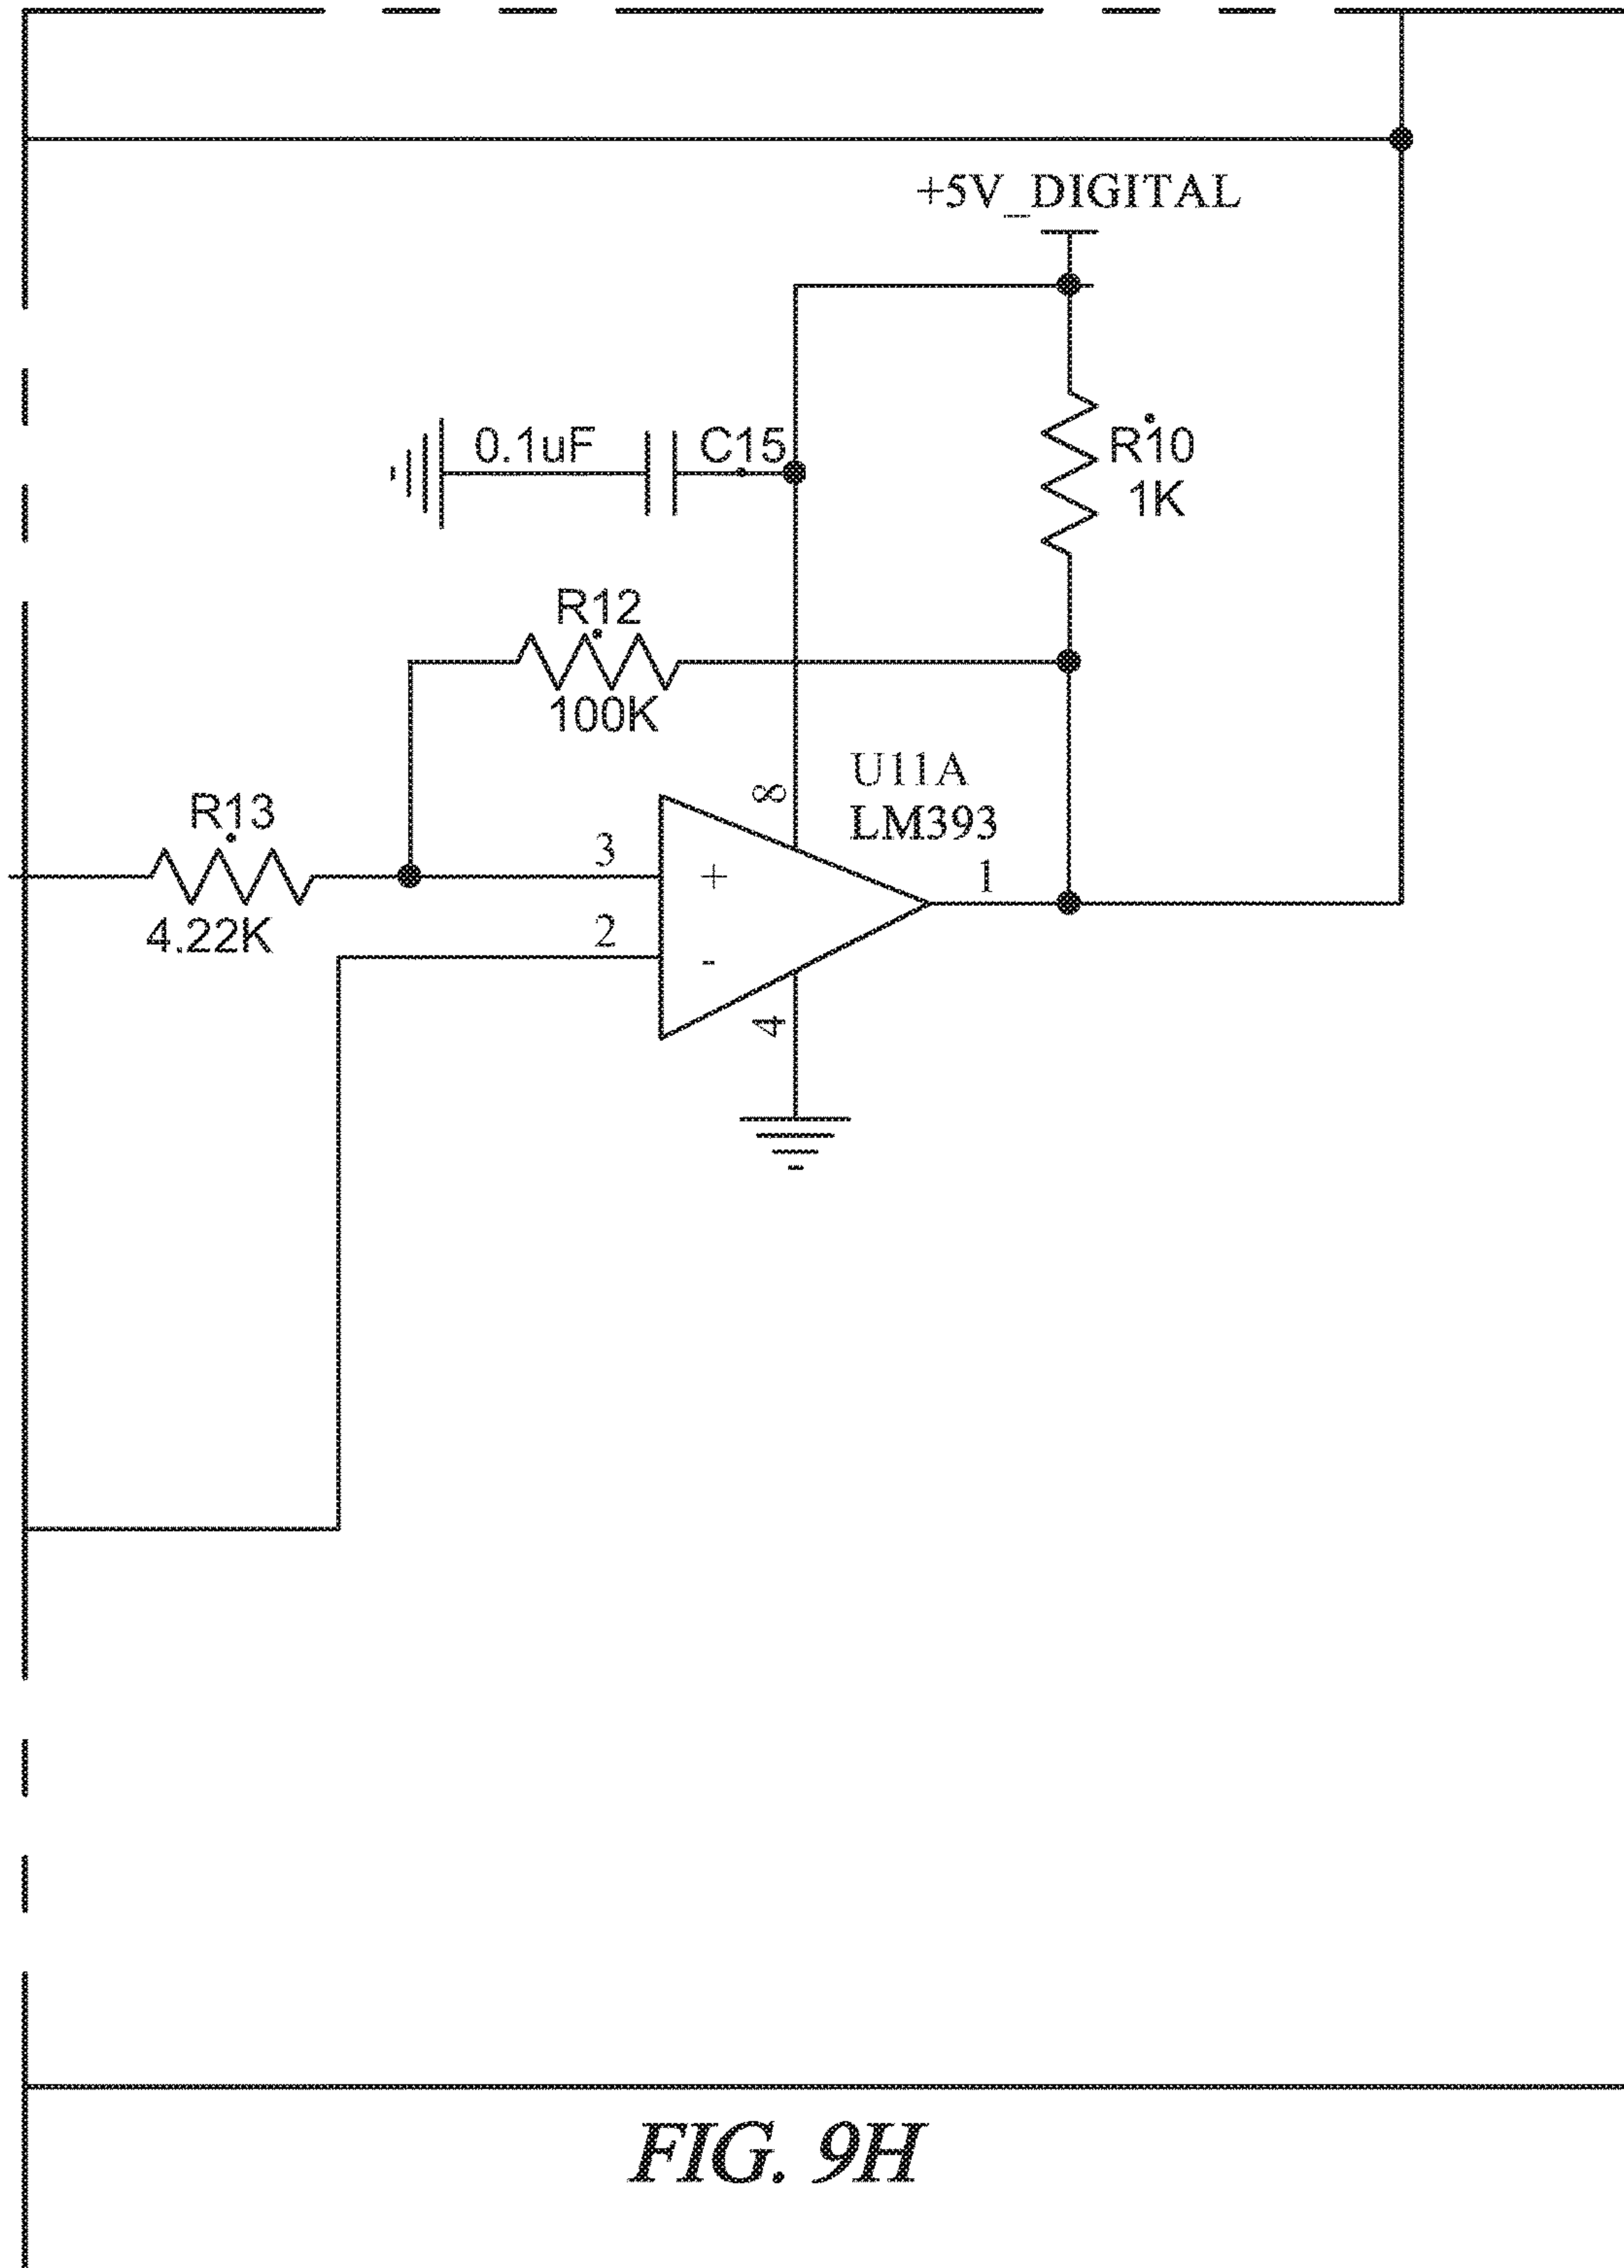 +5V_DIGITAL
0.1uF
C15
R10
1K
R12
100K
U11A
LM393
8
R13
3
+
1
4.22K
2
-
4
FIG. 9H